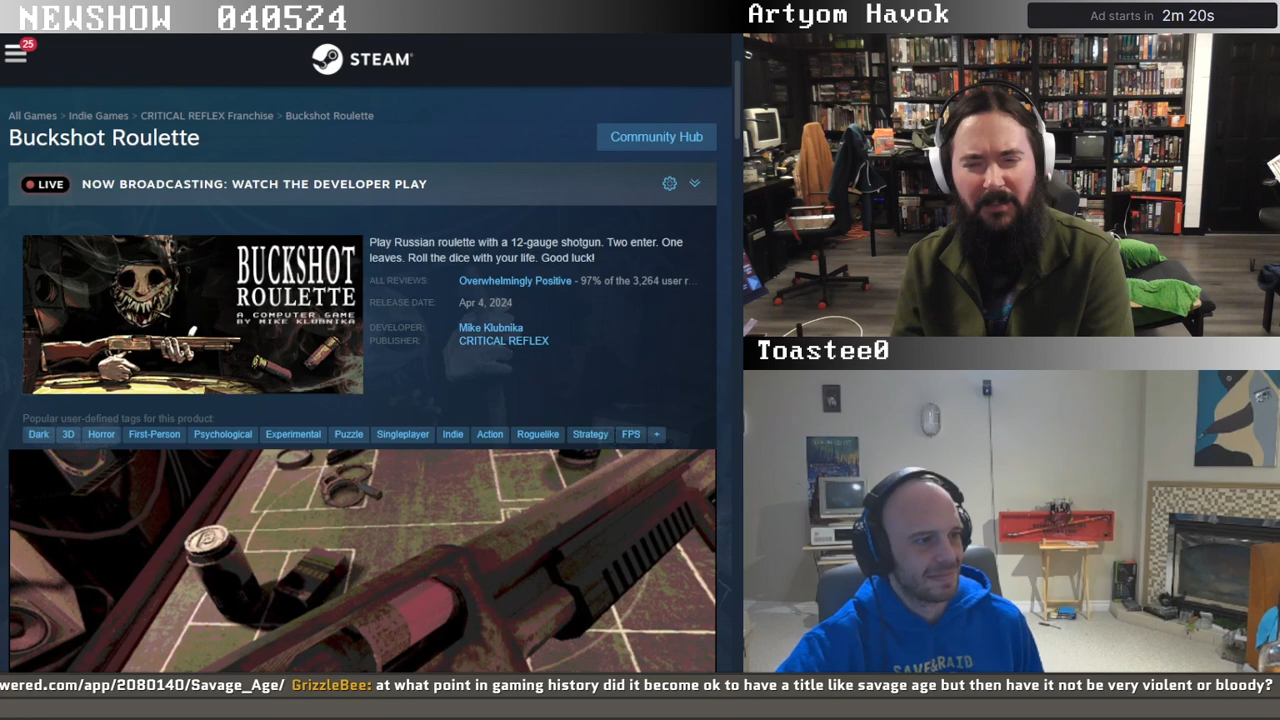 NEWSHOW 040524
Artyom Havok
Ad starts in 2m 20s
25
STEAM
All Games > Indie Games > CRITICAL REFLEX Franchise > Buckshot Roulette
Buckshot Roulette
Community Hub
LIVE NOW BROADCASTING: WATCH THE DEVELOPER PLAY
BUCKSHOT
ROULETTE
A COMPUTER GAME
BY MIKE KLUBNIKA
Play Russian roulette with a 12-gauge shotgun. Two enter. One
leaves. Roll the dice with your life. Good luck!
ALL REVIEWS: Overwhelmingly Positive - 97% of the 3,264 user r...
RELEASE DATE: Apr 4, 2024
DEVELOPER: Mike Klubnika
PUBLISHER: CRITICAL REFLEX
Popular user-defined tags for this product:
Dark 3D Horror First-Person Psychological Experimental Puzzle Singleplayer Indie Action Roguelike Strategy FPS +
Toastee0
SAVE&RAID
wered.com/app/2080140/Savage_Age/ GrizzleBee: at what point in gaming history did it become ok to have a title like savage age but then have it not be very violent or bloody?